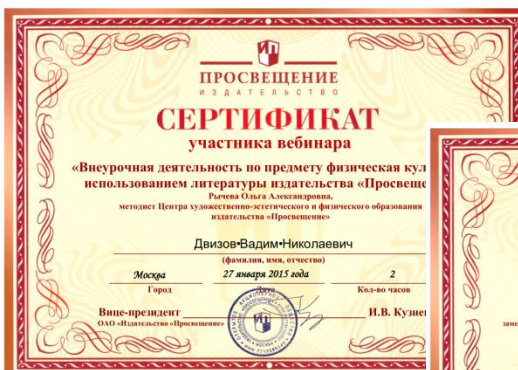 ПРОСВЕЩЕНИЕ
ИЗДАТЕЛЬСТВО
СЕРТИФИКАТ
участника вебинара
«Внеурочная деятельность по предмету физическая кул
использованием литературы издательства «Просвеще
Рычева Ольга Александровна,
методист Центра художественно-эстетического и физического образования
издательства «Просвещение»
Двизов•Вадим•Николаевич
(фамилия, имя, отчество)
Москва 27 января 2015 года 2
Город Дата Кол-во часов
Вице-президент И.В. Кузне
ОАО «Издательство «Просвещение»
заме